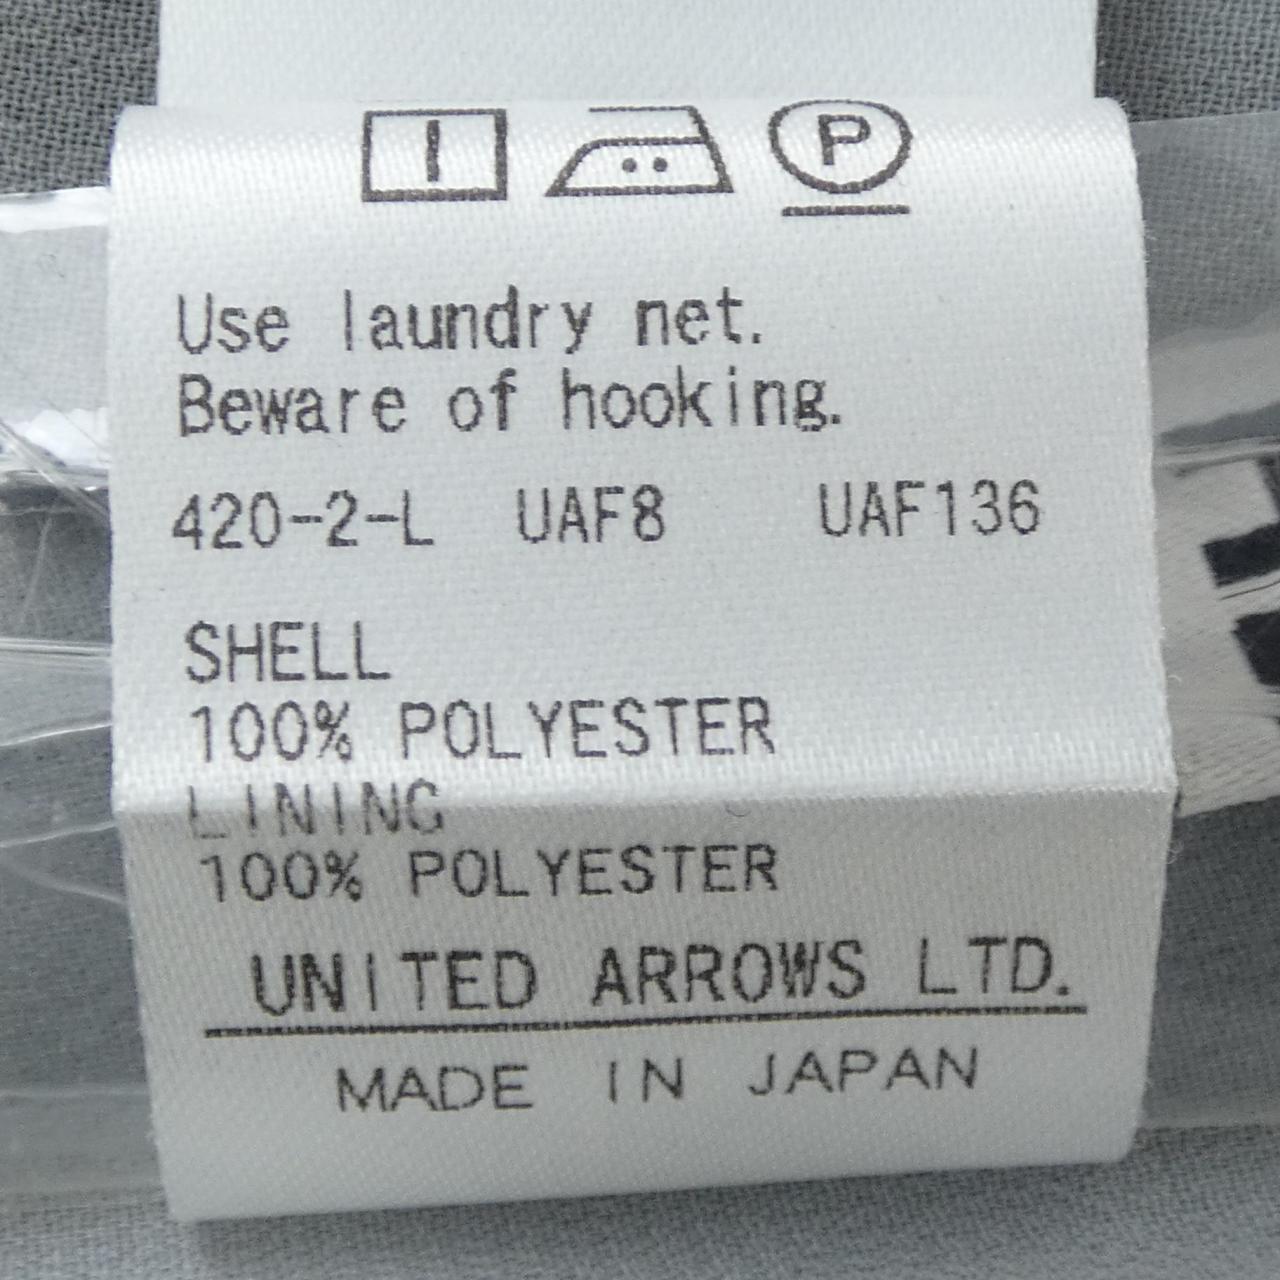 P
Use laundry net.
Beware of hooking.
420-2-L UAF8 UAF136
SHELL
100% POLYESTER
LINING
100% POLYESTER
UNITED ARROWS LTD.
MADE IN JAPAN